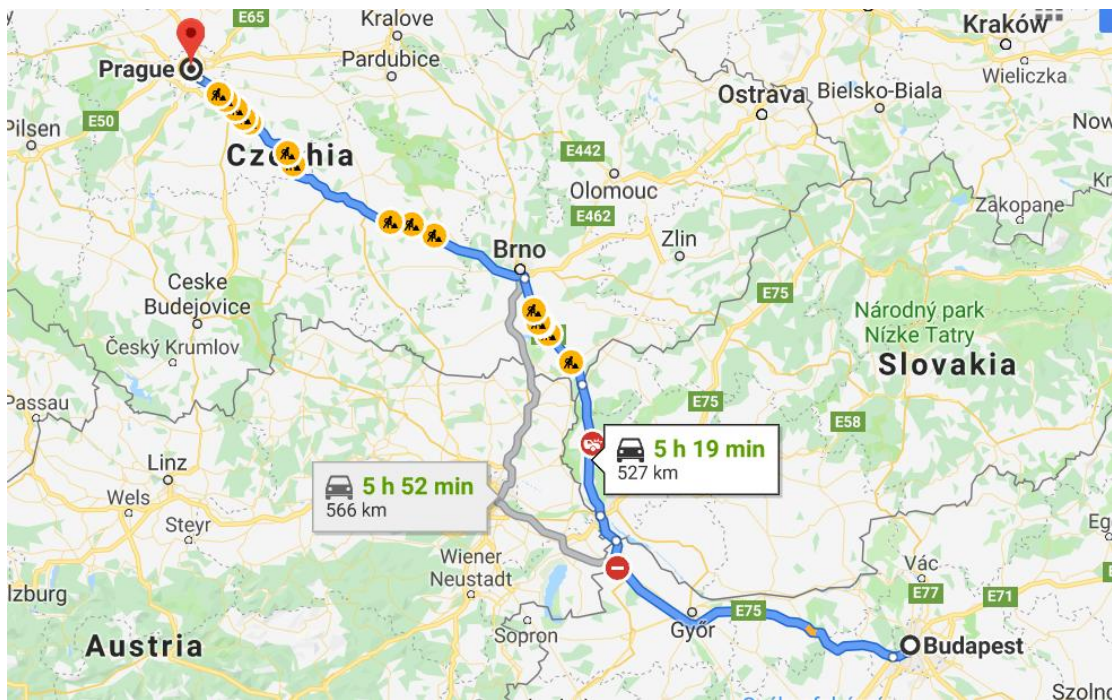 E65
Kralove
Kraków
Prague
Pardubice
Wieliczka
Ostrava
Bielsko-Biala
E50
Pilsen
Czechia
E442
Olomouc
Zakopane
E462
Zlin
Brno
Ceske
Budejovice
E75
Národný park
Nízke Tatry
Český Krumlov
Slovakia
Passau
E75
E58
5 h 19 min
527 km
Linz
5 h 52 min
566 km
Wels
Steyr
Wiener
Neustadt
Vác
E77
E71
lzburg
Sopron
Győr
E75
Budapest
Austria
Szolno